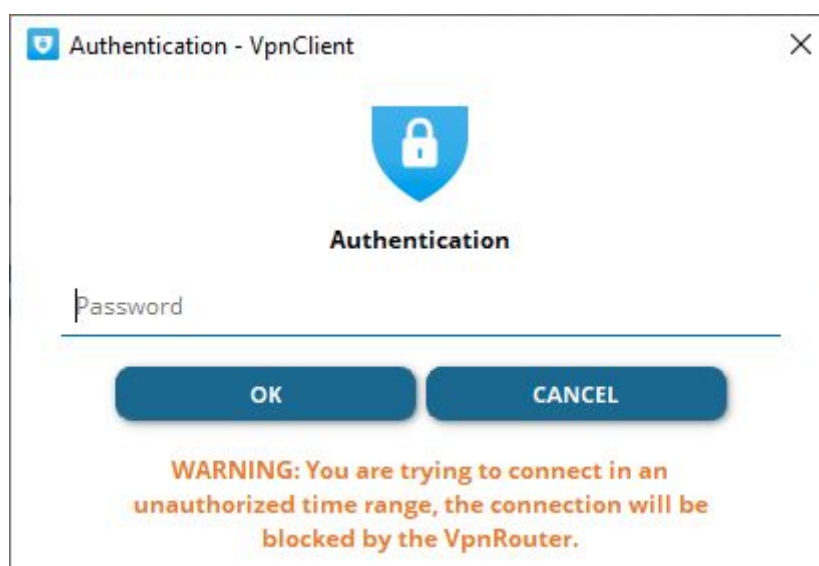 Authentication - VpnClient
Authentication
Password
OK
CANCEL
WARNING: You are trying to connect in an
unauthorized time range, the connection will be
blocked by the VpnRouter.